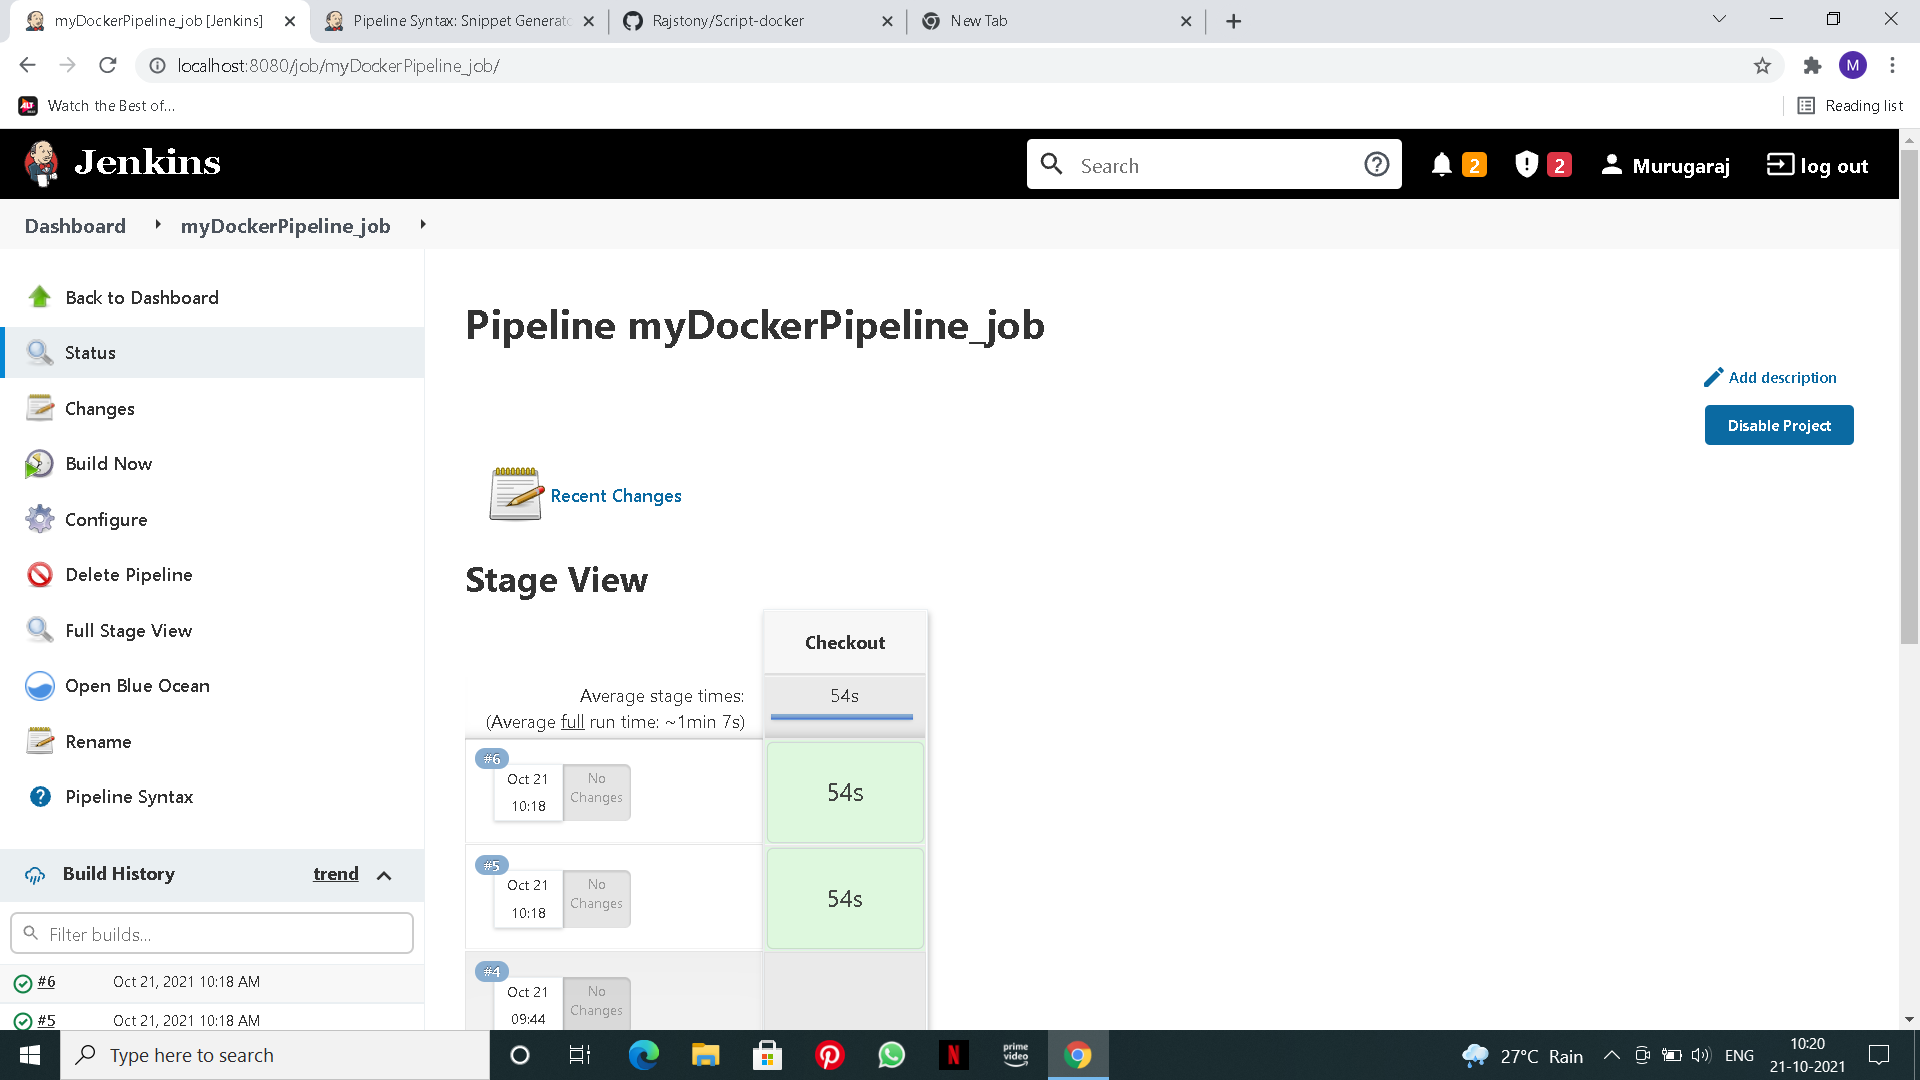 myDockerPipeline_job [Jenkins]
Pipeline Syntax: Snippet Generato
Rajstony/Script-docker
New Tab
localhost:8080/job/myDockerPipeline_job/
M
ALT
Watch the Best of...
Reading list
Jenkins
Search
2
2
Murugaraj
log out
Dashboard
myDockerPipeline_job
Back to Dashboard
Status
Changes
Build Now
Configure
Delete Pipeline
Full Stage View
Open Blue Ocean
Rename
Pipeline Syntax
Build History
trend
Filter builds...
#6 Oct 21, 2021 10:18 AM
#5 Oct 21, 2021 10:18 AM
Pipeline myDockerPipeline_job
Add description
Disable Project
Recent Changes
Stage View
Checkout
Average stage times: 54s
(Average full run time: ~1min 7s)
#6
Oct 21
10:18
No
Changes
54s
#5
Oct 21
10:18
No
Changes
54s
#4
Oct 21
09:44
No
Changes
Type here to search
N
prime
video
27°C Rain
ENG
10:20
21-10-2021